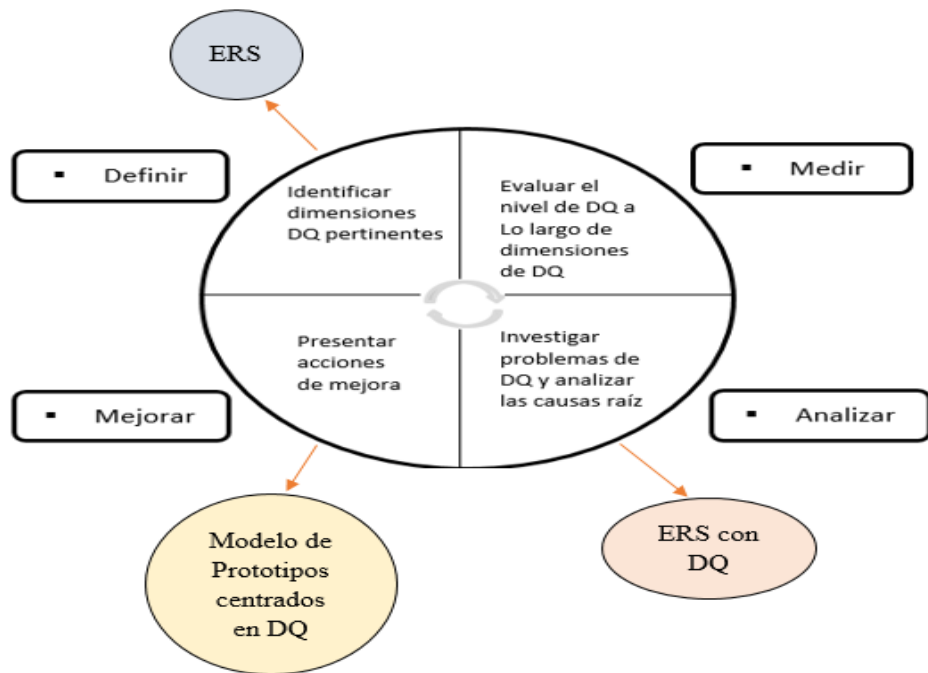 ERS
▪ Definir
▪ Medir
Identificar
dimensiones
DQ pertinentes
Evaluar el
nivel de DQ a
Lo largo de
dimensiones
de DQ
Presentar
acciones
de mejora
Investigar
problemas de
DQ y analizar
las causas raíz
▪ Mejorar
▪ Analizar
Modelo de
Prototipos
centrados
en DQ
ERS con
DQ